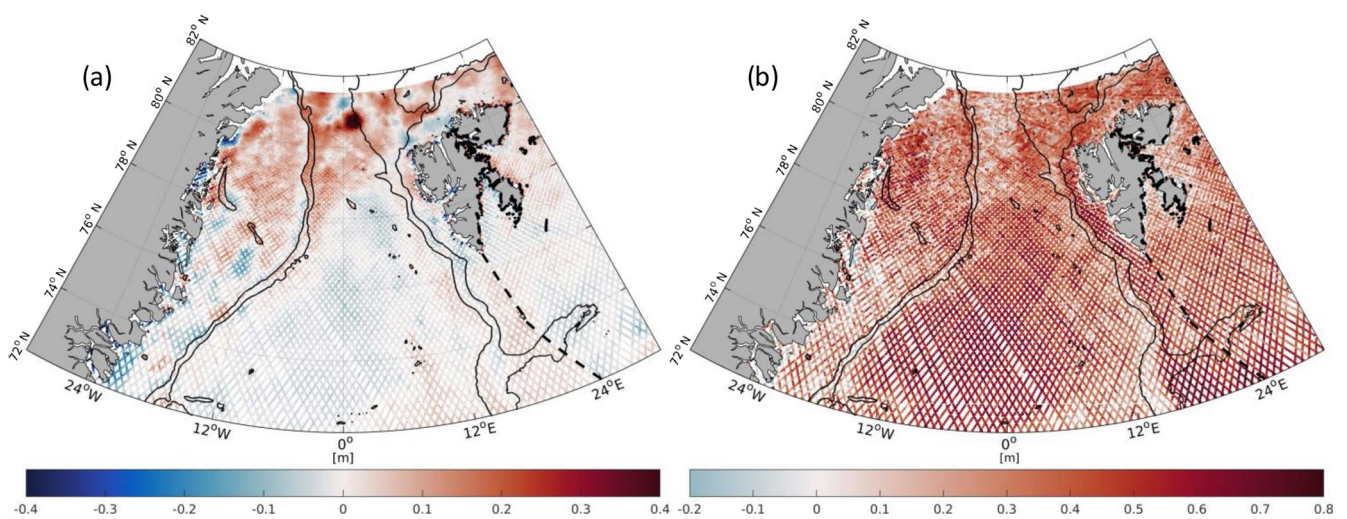 (a)
82° N
80° N
78° N
76° N
74° N
72° N
24°W
12°W
0°
12°E
24°E
[m]
-0.4 -0.3 -0.2 -0.1 0 0.1 0.2 0.3 0.4
(b)
82° N
80° N
78° N
76° N
74° N
72° N
24°W
12°W
0°
12°E
24°E
[m]
-0.2 -0.1 0 0.1 0.2 0.3 0.4 0.5 0.6 0.7 0.8